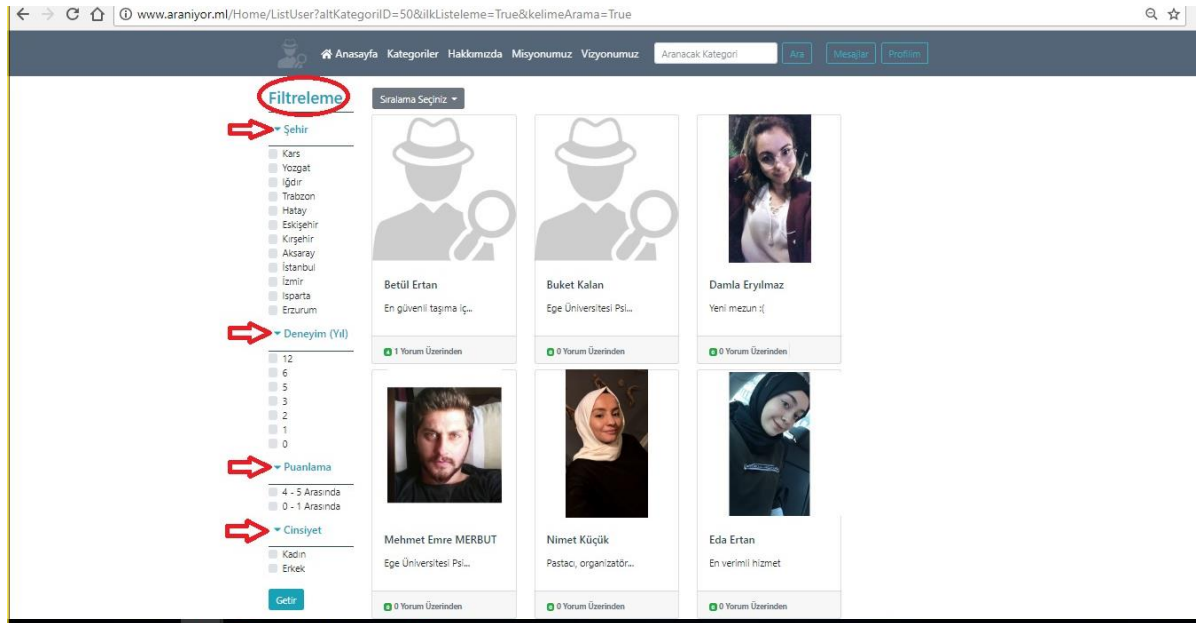 www.araniyor.ml/Home/ListUser?altKategoriID=50&ilkListeleme=True&kelimeArama=True
Anasayfa Kategoriler Hakkımızda Misyonumuz Vizyonumuz Aranacak Kategori Ara Mesajlar Profilim
Filtreleme
Sıralama Seçiniz
Şehir
Kars
Yozgat
Iğdır
Trabzon
Hatay
Eskişehir
Kırşehir
Aksaray
İstanbul
İzmir
Isparta
Erzurum
Deneyim (Yıl)
12
6
5
3
2
1
0
Puanlama
4 - 5 Arasında
0 - 1 Arasında
Cinsiyet
Kadın
Erkek
Getir
Betül Ertan
En güvenli taşıma iç...
1 Yorum Üzerinden
Buket Kalan
Ege Üniversitesi Psi...
0 Yorum Üzerinden
Damla Eryılmaz
Yeni mezun :(
0 Yorum Üzerinden
Mehmet Emre MERBUT
Ege Üniversitesi Psi...
0 Yorum Üzerinden
Nimet Küçük
Pastacı, organizatör...
0 Yorum Üzerinden
Eda Ertan
En verimli hizmet
0 Yorum Üzerinden